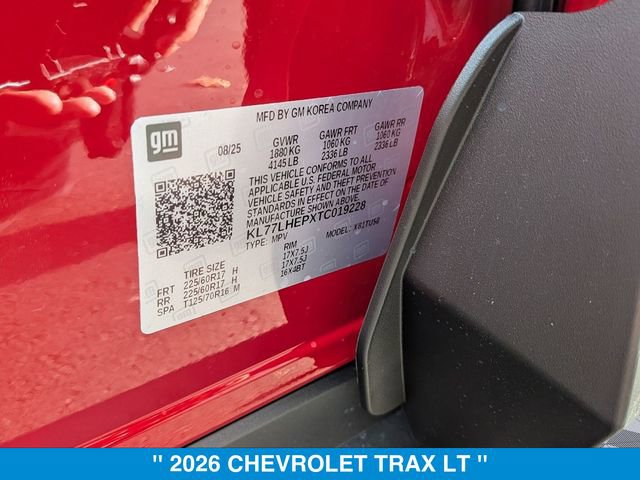 MFD BY GM KOREA COMPANY
gm
08/25
GVWR
1880 KG
4145 LB
GAWR FRT
1060 KG
2336 LB
GAWR RR
1060 KG
2336 LB
THIS VEHICLE CONFORMS TO ALL
APPLICABLE U.S. FEDERAL MOTOR
VEHICLE SAFETY AND THEFT PREVENTION
STANDARDS IN EFFECT ON THE DATE OF
MANUFACTURE SHOWN ABOVE.
KL77LHEPXTC019228
TYPE: MPV
MODEL:
TIRE SIZE
RIM
FRT 225/60R17 H 17X7.5J
RR 225/60R17 H 17X7.5J
SPA T125/70R16 M 16X4BT
" 2026 CHEVROLET TRAX LT "